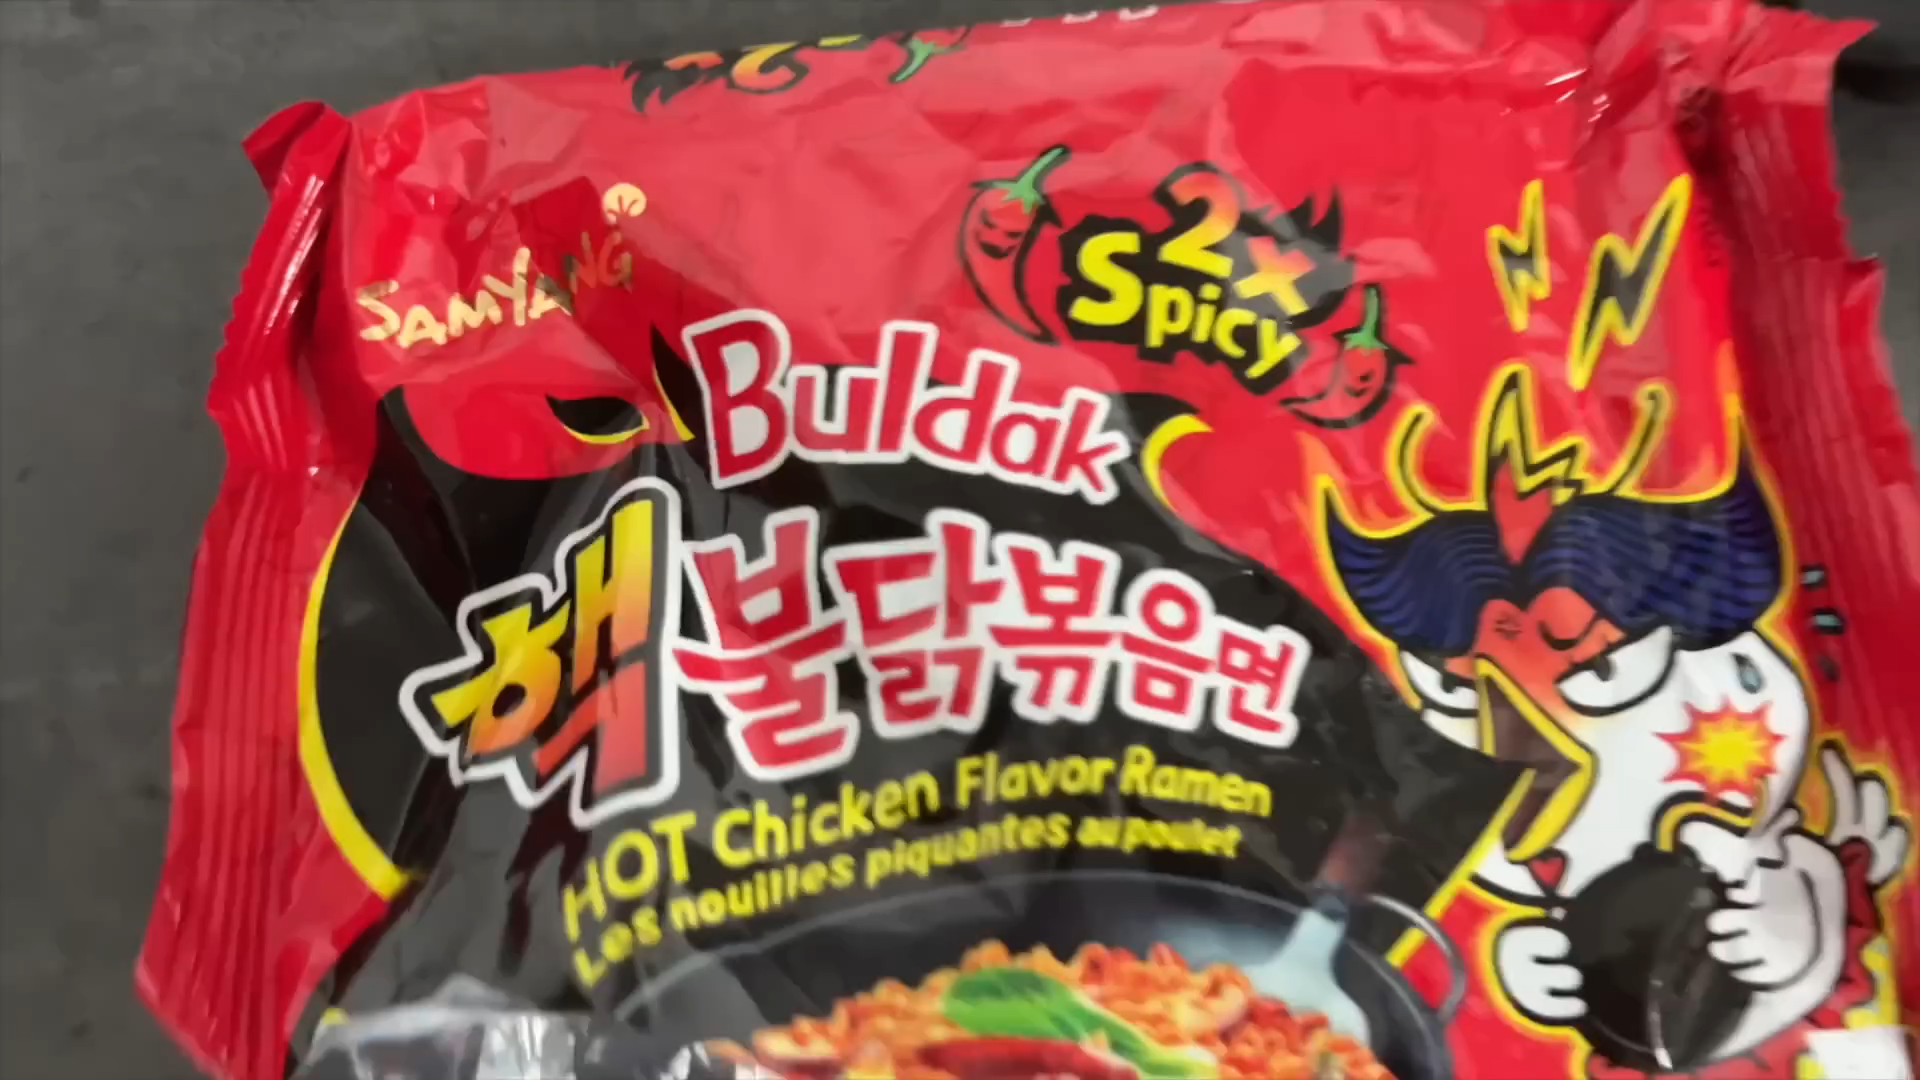 SAMYANG
2x
Spicy
Buldak
핵불닭볶음면
HOT Chicken Flavor Ramen
Les nouilles piquantes au poulet